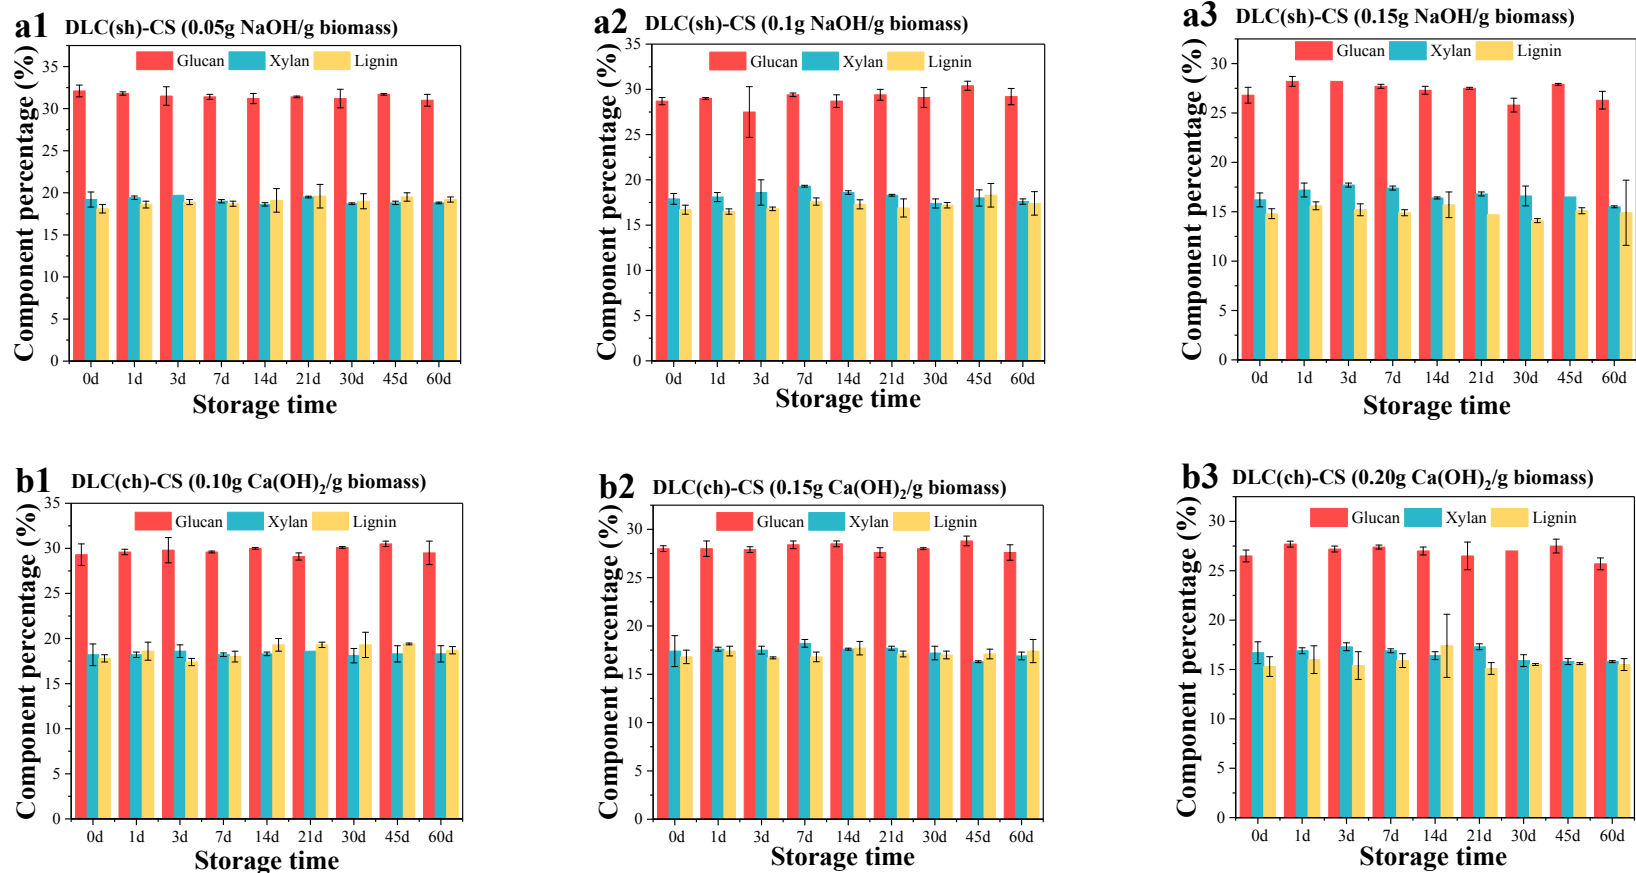 a1 DLC(sh)-CS (0.05g NaOH/g biomass)
Glucan Xylan Lignin
Component percentage (%)
35
30
25
20
15
10
5
0
0d 1d 3d 7d 14d 21d 30d 45d 60d
Storage time
a2 DLC(sh)-CS (0.1g NaOH/g biomass)
Glucan Xylan Lignin
Component percentage (%)
35
30
25
20
15
10
5
0
0d 1d 3d 7d 14d 21d 30d 45d 60d
Storage time
a3 DLC(sh)-CS (0.15g NaOH/g biomass)
Glucan Xylan Lignin
Component percentage (%)
30
25
20
15
10
5
0
0d 1d 3d 7d 14d 21d 30d 45d 60d
Storage time
b1 DLC(ch)-CS (0.10g Ca(OH)₂/g biomass)
Glucan Xylan Lignin
Component percentage (%)
35
30
25
20
15
10
5
0
0d 1d 3d 7d 14d 21d 30d 45d 60d
Storage time
b2 DLC(ch)-CS (0.15g Ca(OH)₂/g biomass)
Glucan Xylan Lignin
Component percentage (%)
30
25
20
15
10
5
0
0d 1d 3d 7d 14d 21d 30d 45d 60d
Storage time
b3 DLC(ch)-CS (0.20g Ca(OH)₂/g biomass)
Glucan Xylan Lignin
Component percentage (%)
30
25
20
15
10
5
0
0d 1d 3d 7d 14d 21d 30d 45d 60d
Storage time